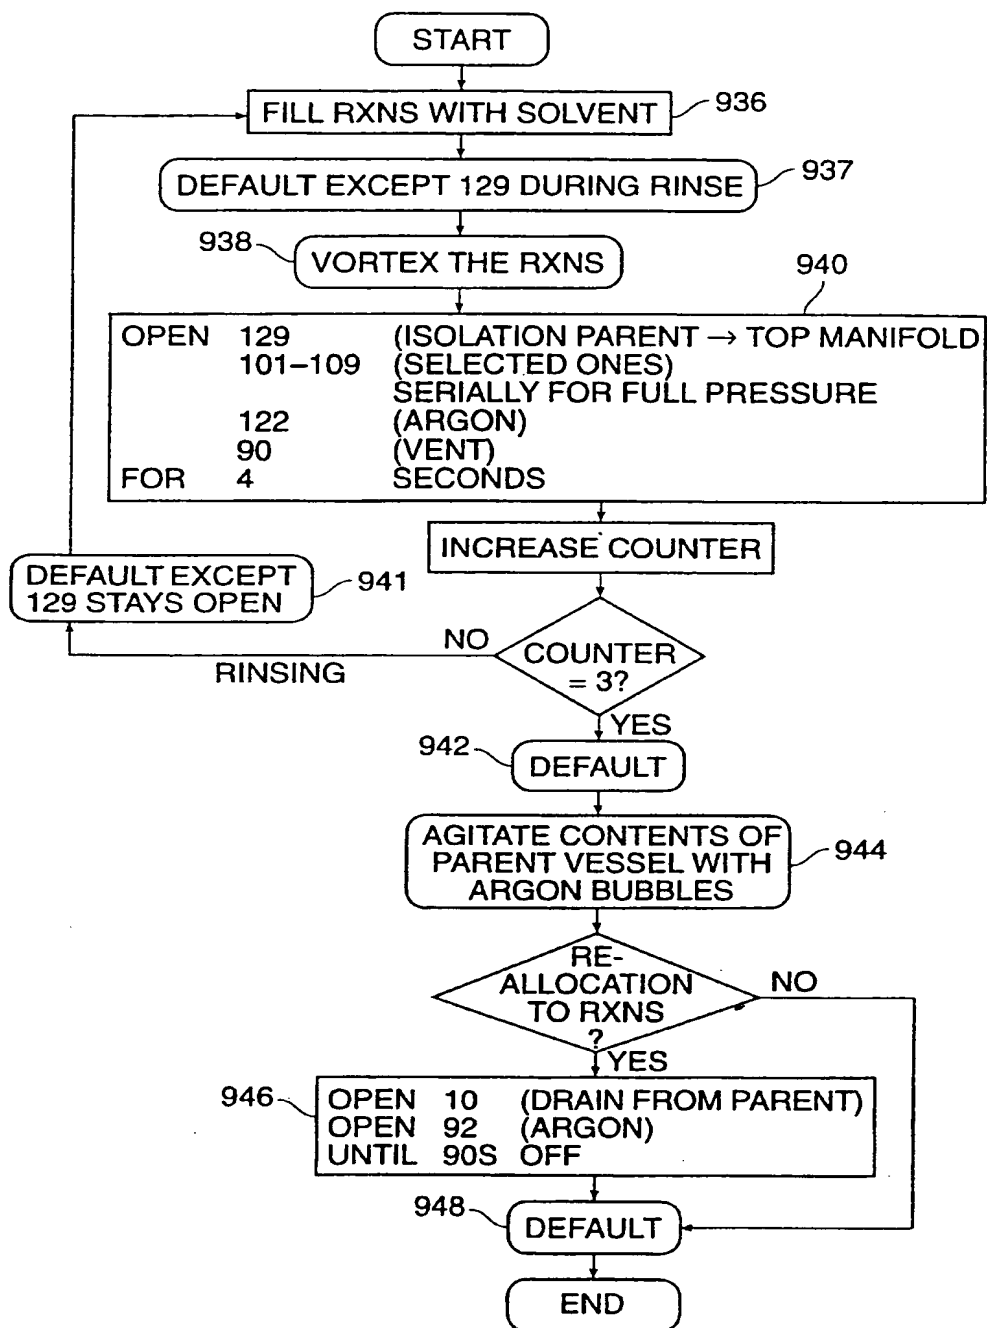 START
FILL RXNS WITH SOLVENT
936
DEFAULT EXCEPT 129 DURING RINSE
937
938
VORTEX THE RXNS
940
OPEN 129 (ISOLATION PARENT → TOP MANIFOLD
101–109 (SELECTED ONES)
SERIALLY FOR FULL PRESSURE
122 (ARGON)
90 (VENT)
FOR 4 SECONDS
INCREASE COUNTER
DEFAULT EXCEPT
129 STAYS OPEN
941
NO
RINSING
COUNTER
= 3?
YES
942
DEFAULT
AGITATE CONTENTS OF
PARENT VESSEL WITH
ARGON BUBBLES
944
RE-
ALLOCATION
TO RXNS
?
NO
YES
946
OPEN 10 (DRAIN FROM PARENT)
OPEN 92 (ARGON)
UNTIL 90S OFF
948
DEFAULT
END